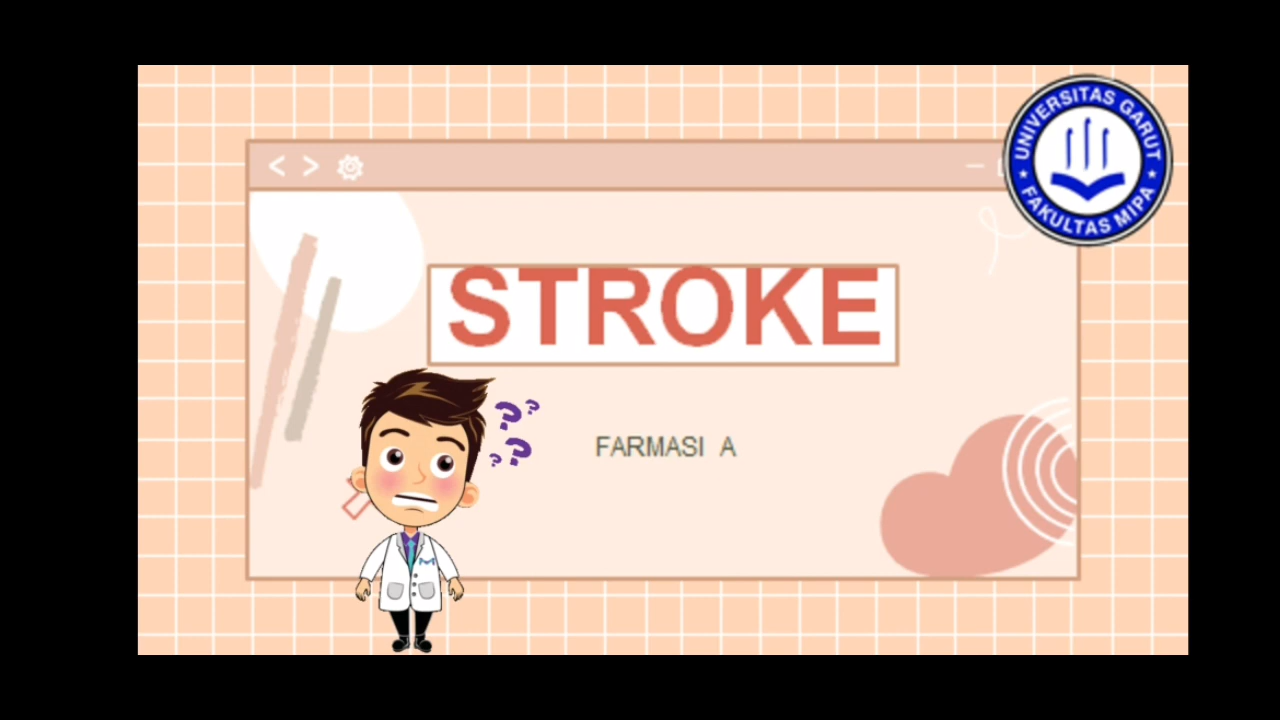 UNIVERSITAS GARUT
FAKULTAS MIPA
STROKE
? ?
? ?
FARMASI A